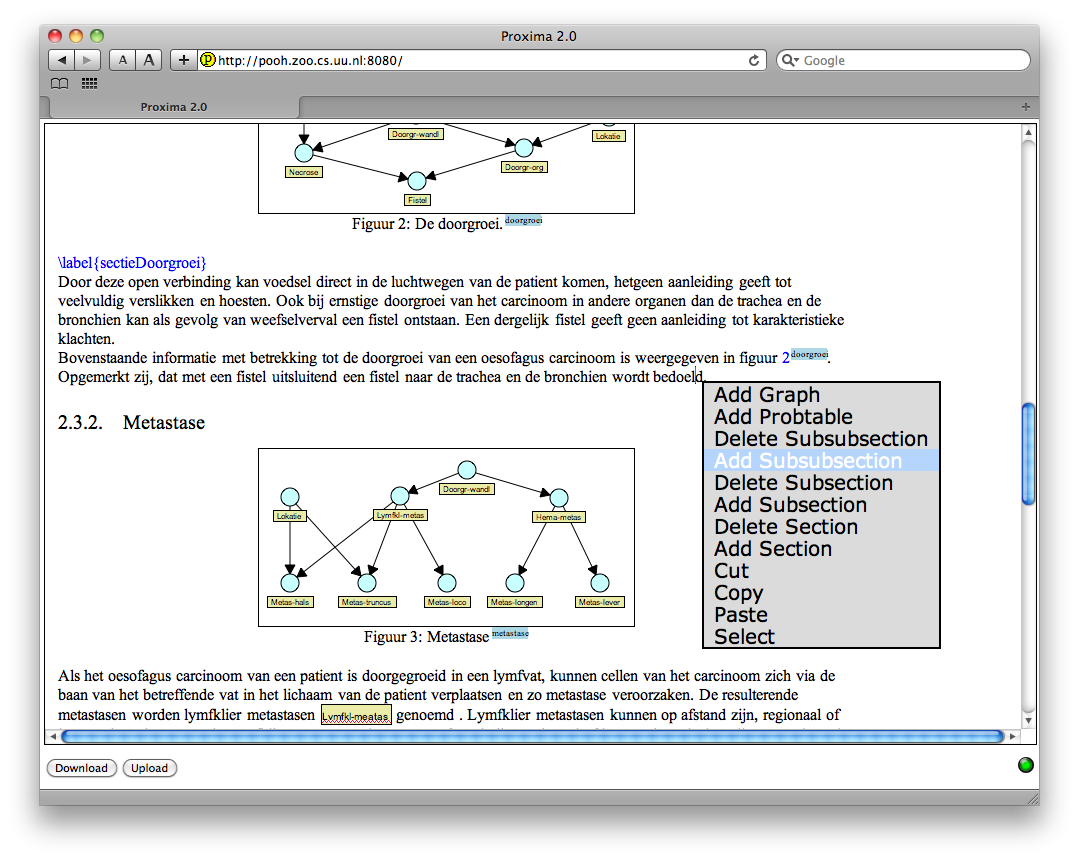 Proxima 2.0
A A + http://pooh.zoo.cs.uu.nl:8080/ Google
Proxima 2.0 +
Doorgr-wandl
Lokatie
Necrose
Doorgr-org
Fistel
Figuur 2: De doorgroei. doorgroei
\label{sectieDoorgroei}
Door deze open verbinding kan voedsel direct in de luchtwegen van de patient komen, hetgeen aanleiding geeft tot
veelvuldig verslikken en hoesten. Ook bij ernstige doorgroei van het carcinoom in andere organen dan de trachea en de
bronchien kan als gevolg van weefselverval een fistel ontstaan. Een dergelijk fistel geeft geen aanleiding tot karakteristieke
klachten.
Bovenstaande informatie met betrekking tot de doorgroei van een oesofagus carcinoom is weergegeven in figuur 2 doorgroei.
Opgemerkt zij, dat met een fistel uitsluitend een fistel naar de trachea en de bronchien wordt bedoeld.
Add Graph
Add Probtable
Delete Subsubsection
Add Subsubsection
Delete Subsection
Add Subsection
Delete Section
Add Section
Cut
Copy
Paste
Select
2.3.2. Metastase
Doorgr-wandl
Lokatie
Lymfkl-metas
Hema-metas
Metas-hals
Metas-truncus
Metas-loco
Metas-longen
Metas-lever
Figuur 3: Metastase metastase
Als het oesofagus carcinoom van een patient is doorgegroeid in een lymfvat, kunnen cellen van het carcinoom zich via de
baan van het betreffende vat in het lichaam van de patient verplaatsen en zo metastase veroorzaken. De resulterende
metastasen worden lymfklier metastasen Lymfkl-meatas genoemd . Lymfklier metastasen kunnen op afstand zijn, regionaal of
Download Upload